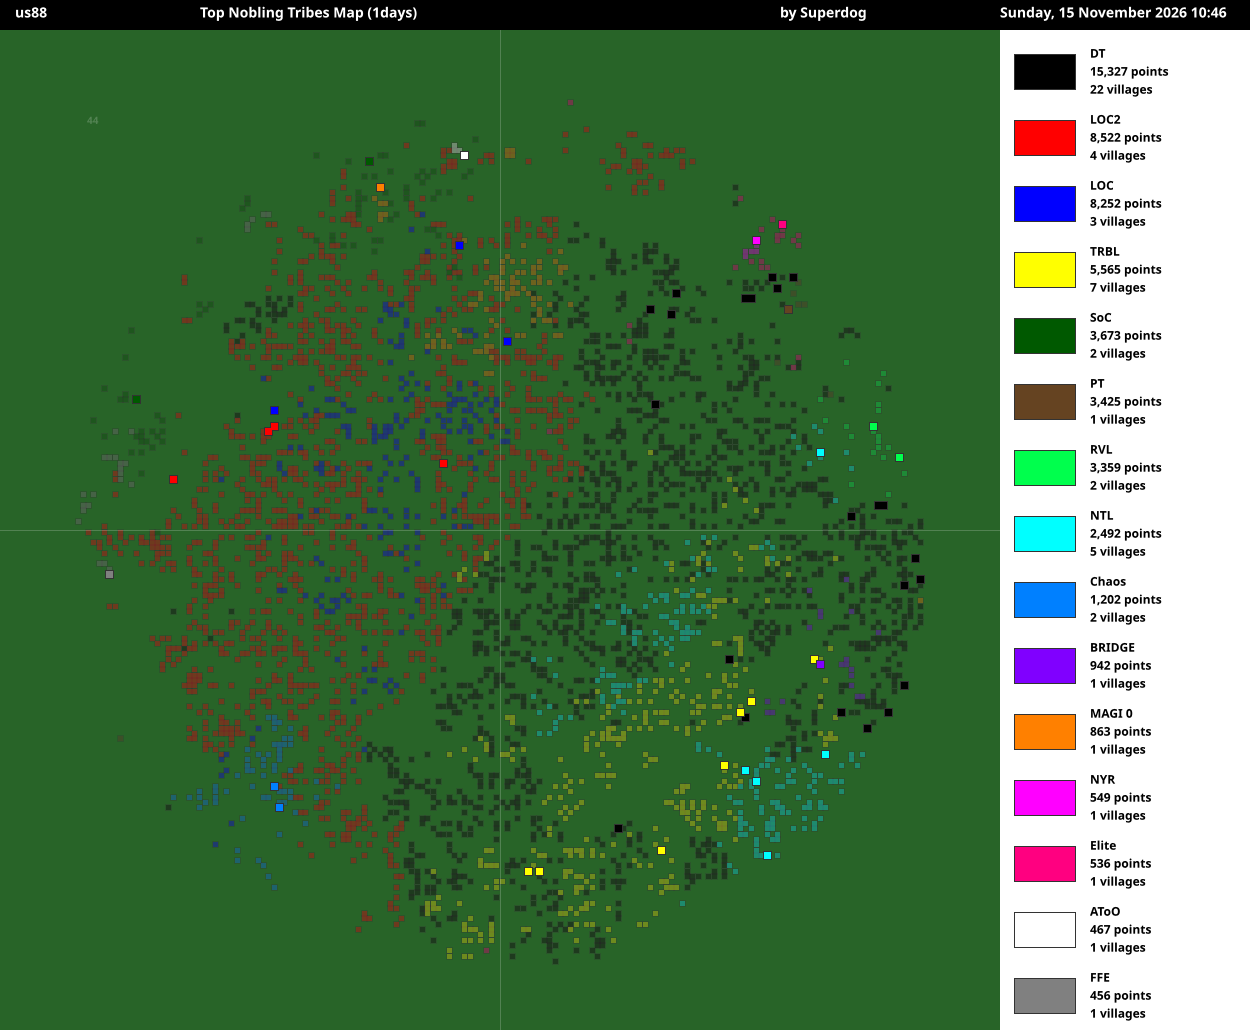 us88 Top Nobling Tribes Map (1days) by Superdog Sunday, 15 November 2026 10:46
44
DT
15,327 points
22 villages
LOC2
8,522 points
4 villages
LOC
8,252 points
3 villages
TRBL
5,565 points
7 villages
SoC
3,673 points
2 villages
PT
3,425 points
1 villages
RVL
3,359 points
2 villages
NTL
2,492 points
5 villages
Chaos
1,202 points
2 villages
BRIDGE
942 points
1 villages
MAGI 0
863 points
1 villages
NYR
549 points
1 villages
Elite
536 points
1 villages
AToO
467 points
1 villages
FFE
456 points
1 villages